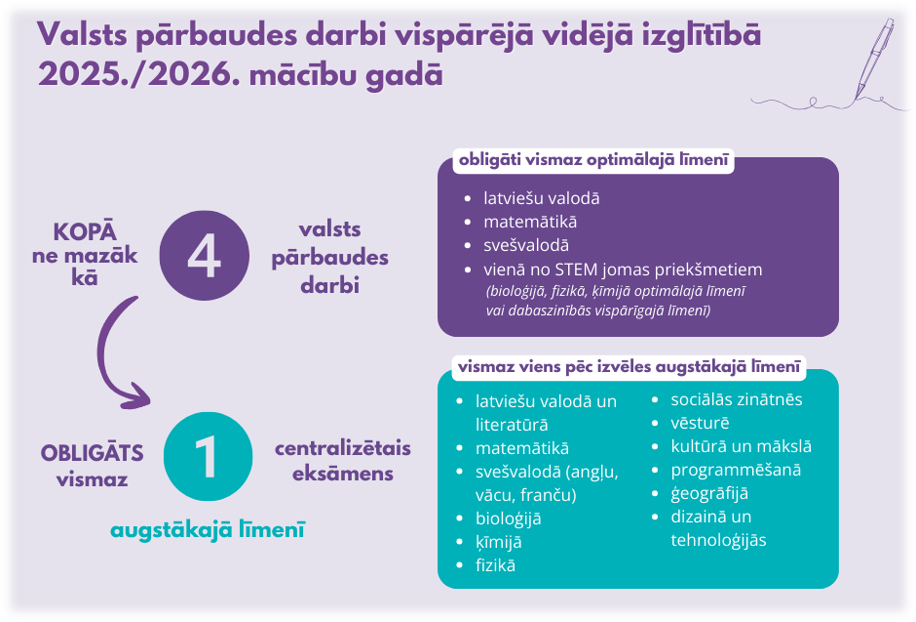 Valsts pārbaudes darbi vispārējā vidējā izglītībā
2025./2026. mācību gadā
KOPĀ
ne mazāk
kā
4
valsts
pārbaudes
darbi
obligāti vismaz optimālajā līmenī
• latviešu valodā
• matemātikā
• svešvalodā
• vienā no STEM jomas priekšmetiem
(bioloģijā, fizikā, ķīmijā optimālajā līmenī
vai dabaszinībās vispārīgajā līmenī)
OBLIGĀTS
vismaz
1
centralizētais
eksāmens
augstākajā līmenī
vismaz viens pēc izvēles augstākajā līmenī
• latviešu valodā un
literatūrā
• matemātikā
• svešvalodā (angļu,
vācu, franču)
• bioloģijā
• ķīmijā
• fizikā
• sociālās zinātnēs
• vēsturē
• kultūrā un mākslā
• programmēšanā
• ģeogrāfijā
• dizainā un
tehnoloģijās